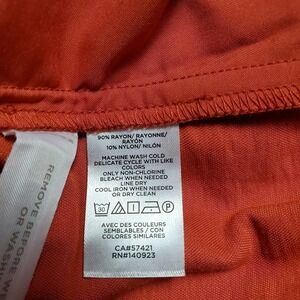 90% RAYON/ RAYONNE/
RAYÓN
10% NYLON/ NILÓN
MACHINE WASH COLD
DELICATE CYCLE WITH LIKE
COLORS
ONLY NON-CHLORINE
BLEACH WHEN NEEDED
LINE DRY
COOL IRON WHEN NEEDED
OR DRY CLEAN
30
P
AVEC DES COULEURS
SEMBLABLES / CON
COLORES SIMILARES
CA#57421
RN#140923
REMOVE BEFORE W
OR WASHI